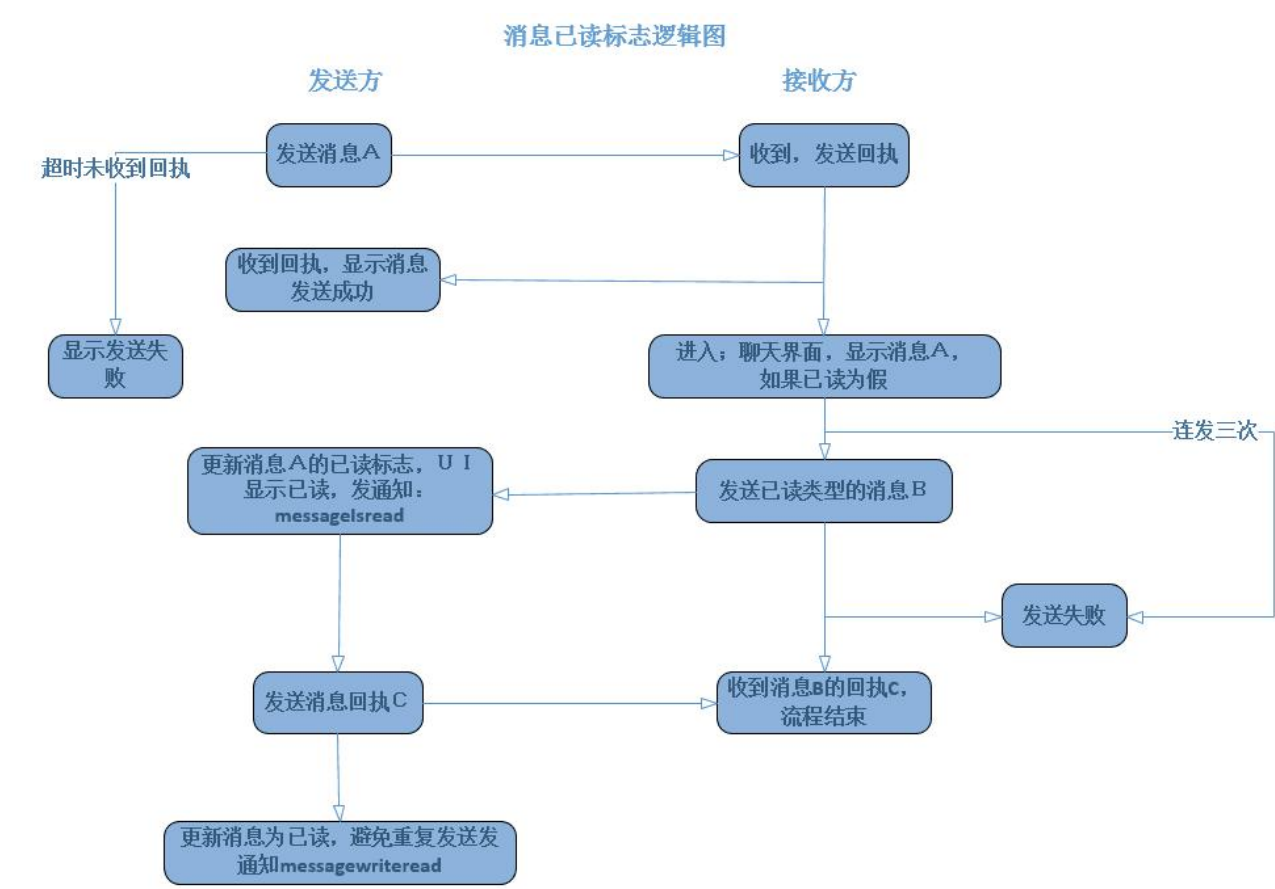 消息已读标志逻辑图
发送方
接收方
发送消息A
收到，发送回执
超时未收到回执
收到回执，显示消息
发送成功
显示发送失
败
进入；聊天界面，显示消息A，
如果已读为假
连发三次
更新消息A的已读标志，UI
显示已读，发通知：
messageIsread
发送已读类型的消息B
发送失败
发送消息回执C
收到消息B的回执C，
流程结束
更新消息为已读，避免重复发送发
通知messagewriteread